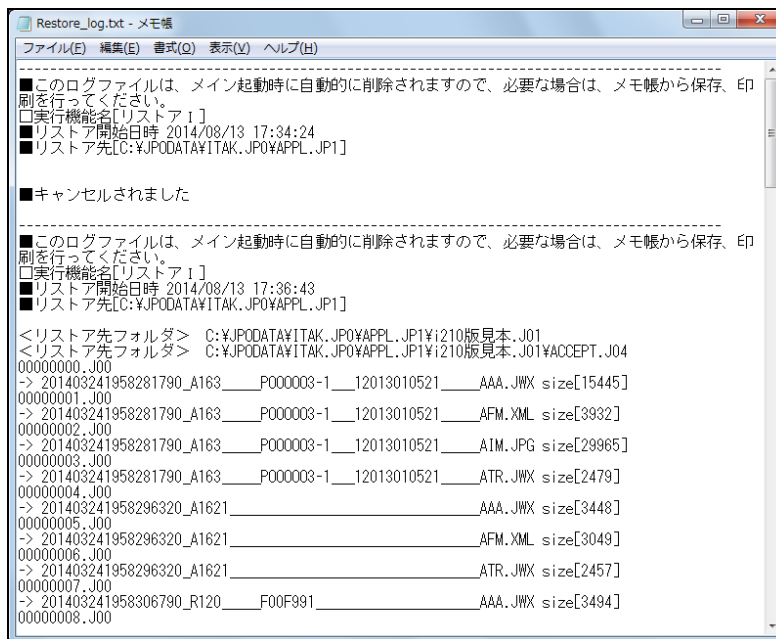 Restore_log.txt - メモ帳
ファイル(F) 編集(E) 書式(O) 表示(V) ヘルプ(H)
--------------------------------------------------------------------------------
■このログファイルは、メイン起動時に自動的に削除されますので、必要な場合は、メモ帳から保存、印
刷を行ってください。
□実行機能名[リストアⅠ]
■リストア開始日時 2014/08/13 17:34:24
■リストア先[C:¥JPODATA¥ITAK.JP0¥APPL.JP1]
■キャンセルされました
--------------------------------------------------------------------------------
■このログファイルは、メイン起動時に自動的に削除されますので、必要な場合は、メモ帳から保存、印
刷を行ってください。
□実行機能名[リストアⅠ]
■リストア開始日時 2014/08/13 17:36:43
■リストア先[C:¥JPODATA¥ITAK.JP0¥APPL.JP1]
<リストア先フォルダ> C:¥JPODATA¥ITAK.JP0¥APPL.JP1¥i210版見本.J01
<リストア先フォルダ> C:¥JPODATA¥ITAK.JP0¥APPL.JP1¥i210版見本.J01¥ACCEPT.J04
00000000.J00
-> 201403241958281790_A163_____P000003-1___12013010521_____AAA.JWX size[15445]
00000001.J00
-> 201403241958281790_A163_____P000003-1___12013010521_____AFM.XML size[3932]
00000002.J00
-> 201403241958281790_A163_____P000003-1___12013010521_____AIM.JPG size[29965]
00000003.J00
-> 201403241958281790_A163_____P000003-1___12013010521_____ATR.JWX size[2479]
00000004.J00
-> 201403241958296320_A1621________________________________AAA.JWX size[3448]
00000005.J00
-> 201403241958296320_A1621________________________________AFM.XML size[3049]
00000006.J00
-> 201403241958296320_A1621________________________________ATR.JWX size[2457]
00000007.J00
-> 201403241958306790_R120_____F00F991_____________________AAA.JWX size[3494]
00000008.J00